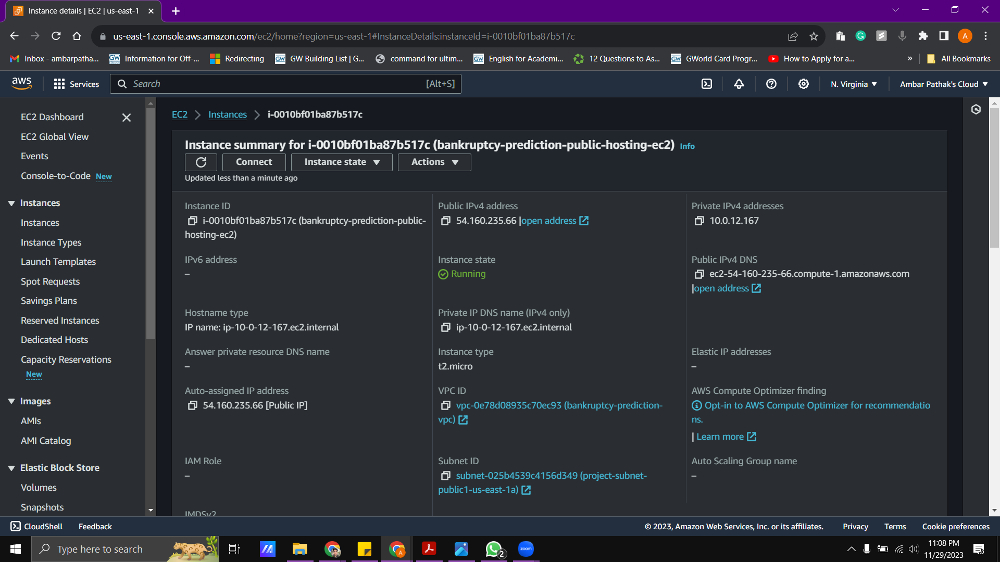 Instance details | EC2 | us-east-1
us-east-1.console.aws.amazon.com/ec2/home?region=us-east-1#InstanceDetails:instanceId=i-0010bf01ba87b517c
A
Inbox - ambarpatha...
Information for Off-...
Redirecting
GW Building List | G...
command for ultim...
English for Academi...
12 Questions to As...
GWorld Card Progr...
How to Apply for a...
»
All Bookmarks
aws
Services
Search
[Alt+S]
N. Virginia
Ambar Pathak's Cloud
EC2 Dashboard
EC2 Global View
Events
Console-to-Code New
Instances
Instances
Instance Types
Launch Templates
Spot Requests
Savings Plans
Reserved Instances
Dedicated Hosts
Capacity Reservations
New
Images
AMIs
AMI Catalog
Elastic Block Store
Volumes
Snapshots
EC2 > Instances > i-0010bf01ba87b517c
Instance summary for i-0010bf01ba87b517c (bankruptcy-prediction-public-hosting-ec2) Info
Connect
Instance state
Actions
Updated less than a minute ago
Instance ID
i-0010bf01ba87b517c (bankruptcy-prediction-public-
hosting-ec2)
Public IPv4 address
54.160.235.66 |open address
Private IPv4 addresses
10.0.12.167
IPv6 address
–
Instance state
Running
Public IPv4 DNS
ec2-54-160-235-66.compute-1.amazonaws.com
|open address
Hostname type
IP name: ip-10-0-12-167.ec2.internal
Private IP DNS name (IPv4 only)
ip-10-0-12-167.ec2.internal
Answer private resource DNS name
–
Instance type
t2.micro
Elastic IP addresses
–
Auto-assigned IP address
54.160.235.66 [Public IP]
VPC ID
vpc-0e78d08935c70ec93 (bankruptcy-prediction-
vpc)
AWS Compute Optimizer finding
Opt-in to AWS Compute Optimizer for recommendatio
ns.
| Learn more
IAM Role
–
Subnet ID
subnet-025b4539c4156d349 (project-subnet-
public1-us-east-1a)
Auto Scaling Group name
–
IMDSv2
CloudShell
Feedback
© 2023, Amazon Web Services, Inc. or its affiliates.
Privacy
Terms
Cookie preferences
Type here to search
A
2
zoom
11:08 PM
11/29/2023